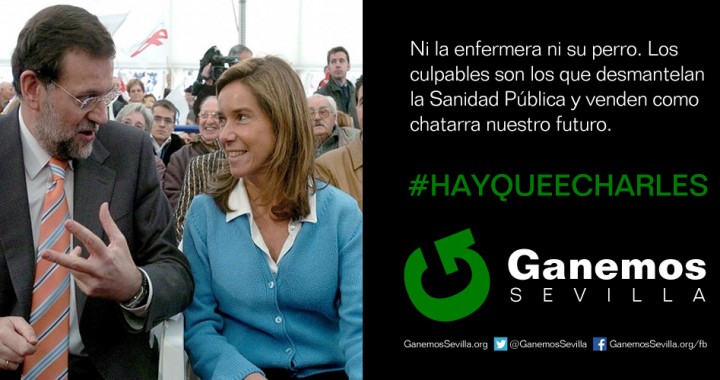 Ni la enfermera ni su perro. Los
culpables son los que desmantelan
la Sanidad Pública y venden como
chatarra nuestro futuro.
#HAYQUEECHARLES
Ganemos
SEVILLA
GanemosSevilla.org @GanemosSevilla GanemosSevilla.org/fb